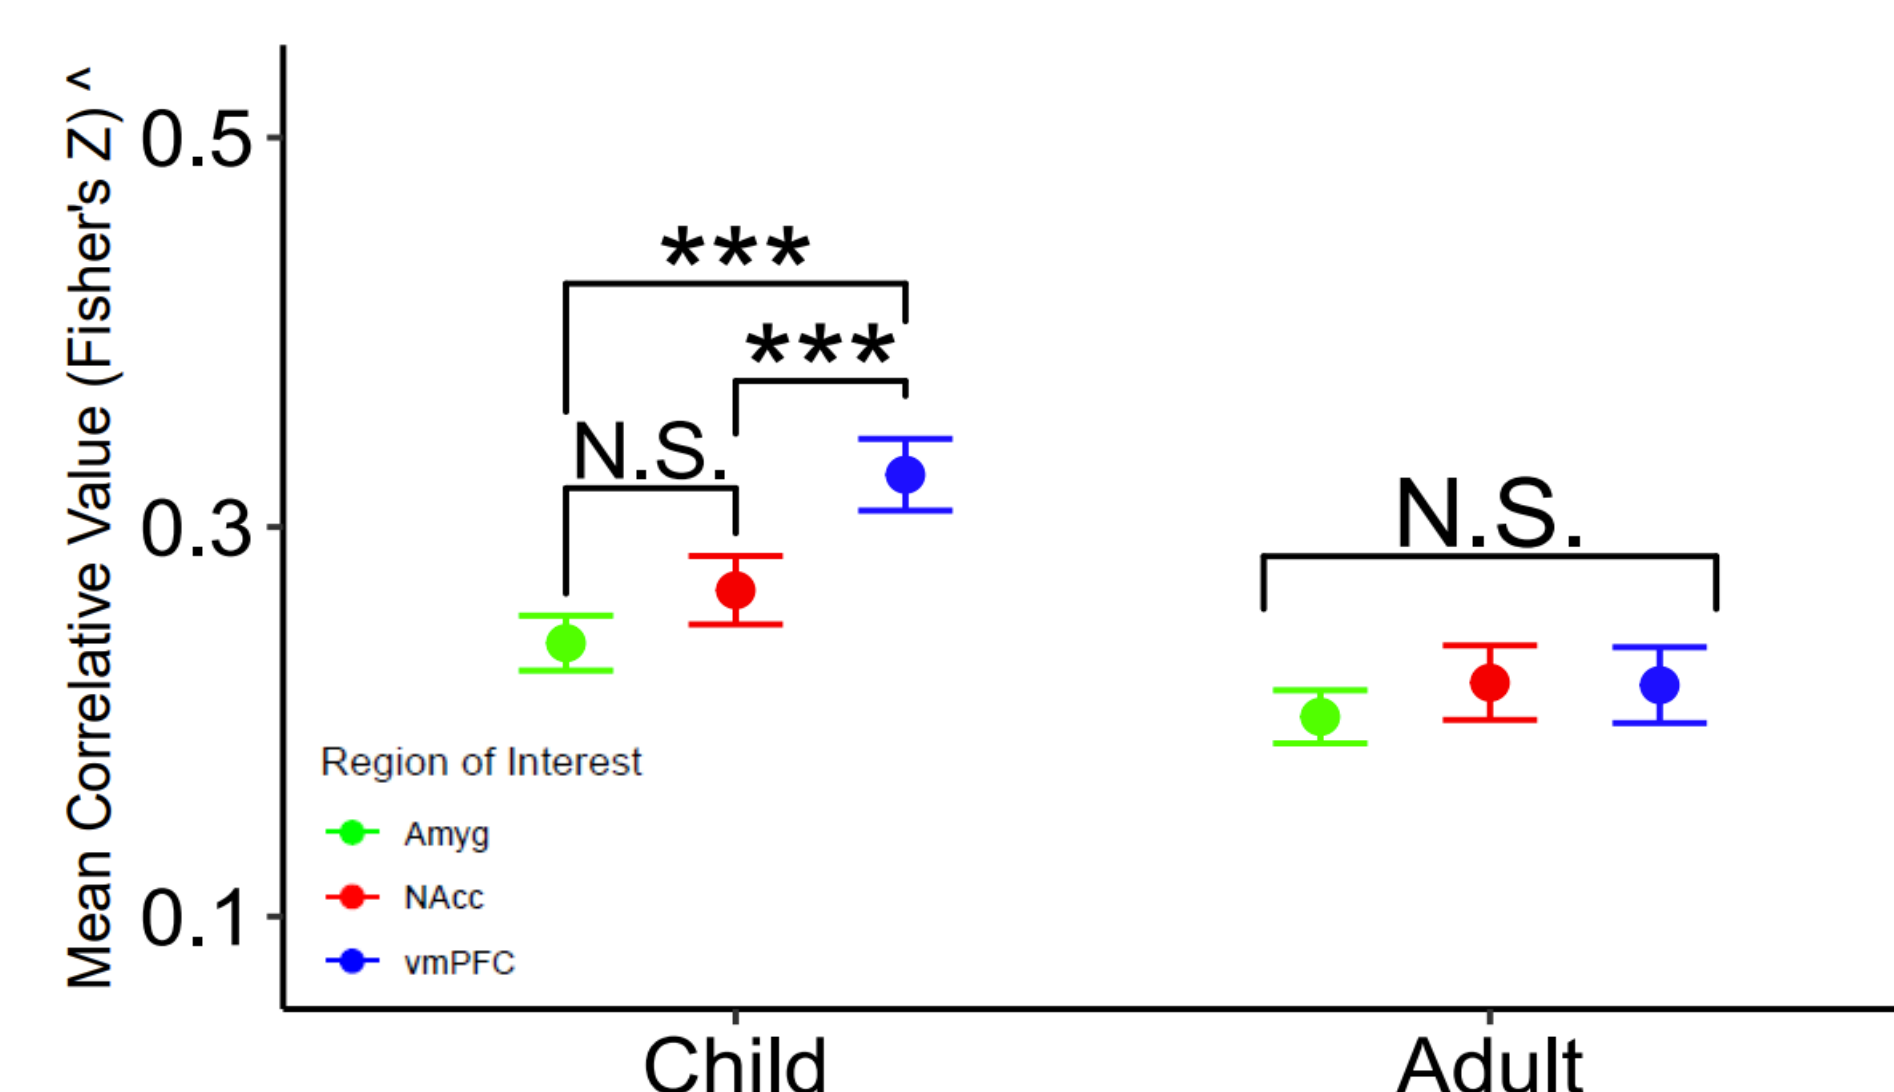 Mean Correlative Value (Fisher's Z) ^
0.5
0.3
0.1
***
***
N.S.
N.S.
Region of Interest
Amyg
NAcc
vmPFC
Child
Adult